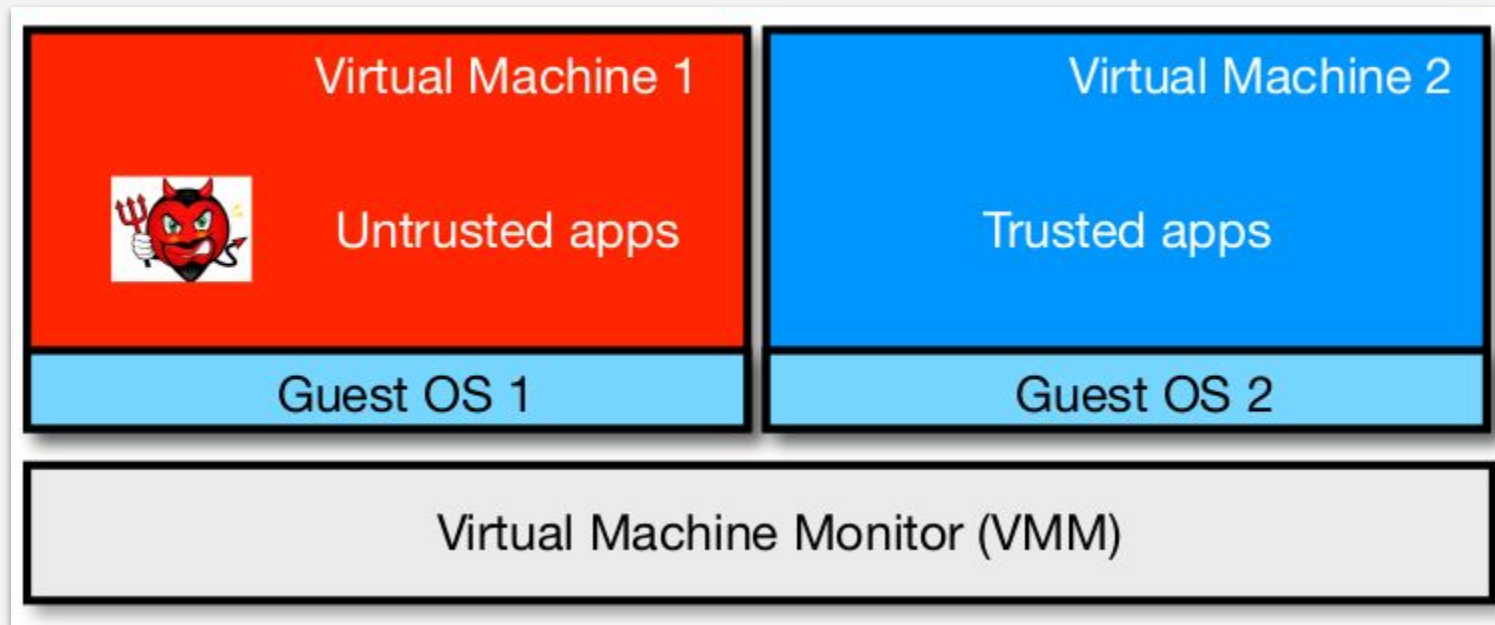 Virtual Machine 1
Untrusted apps
Guest OS 1
Virtual Machine 2
Trusted apps
Guest OS 2
Virtual Machine Monitor (VMM)